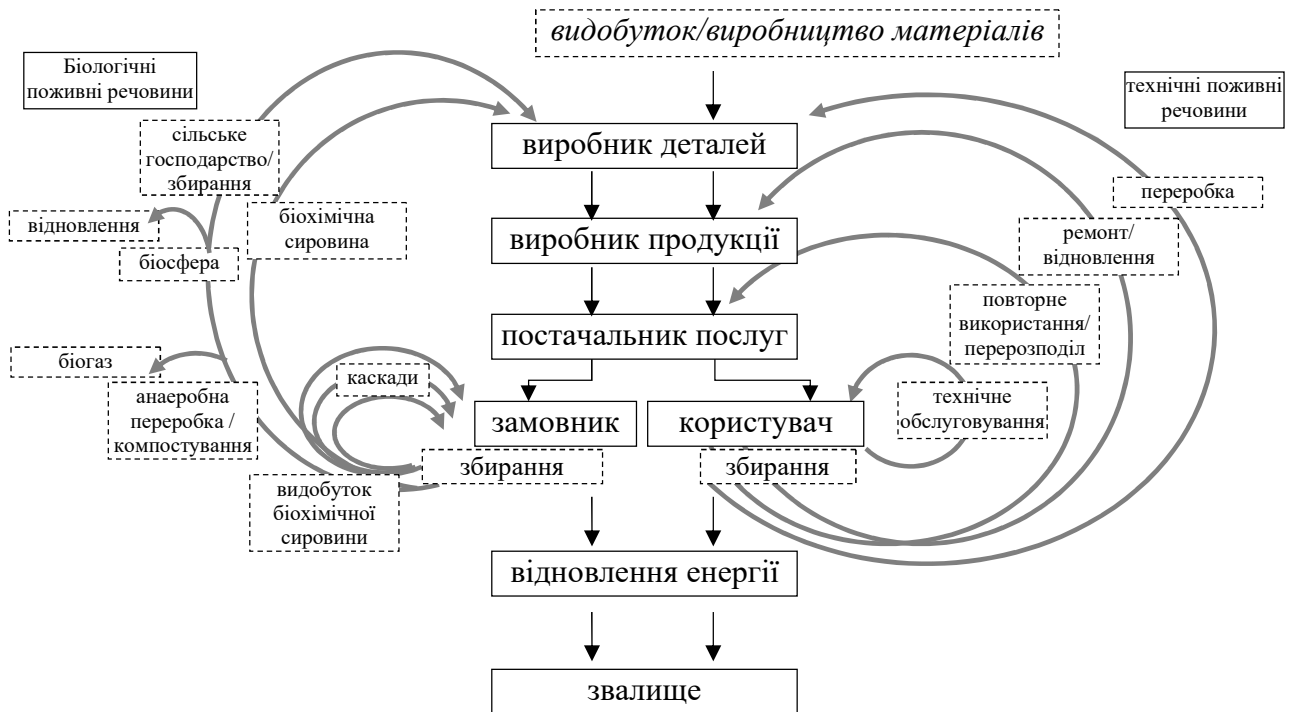 видобуток/виробництво матеріалів
Біологічні
поживні речовини
технічні поживні
речовини
сільське
господарство/
збирання
виробник деталей
переробка
відновлення
біохімічна
сировина
виробник продукції
ремонт/
відновлення
біосфера
повторне
використання/
перерозподіл
постачальник послуг
біогаз
каскади
анаеробна
переробка /
компостування
замовник
користувач
технічне
обслуговування
збирання
збирання
видобуток
біохімічної
сировини
відновлення енергії
звалище